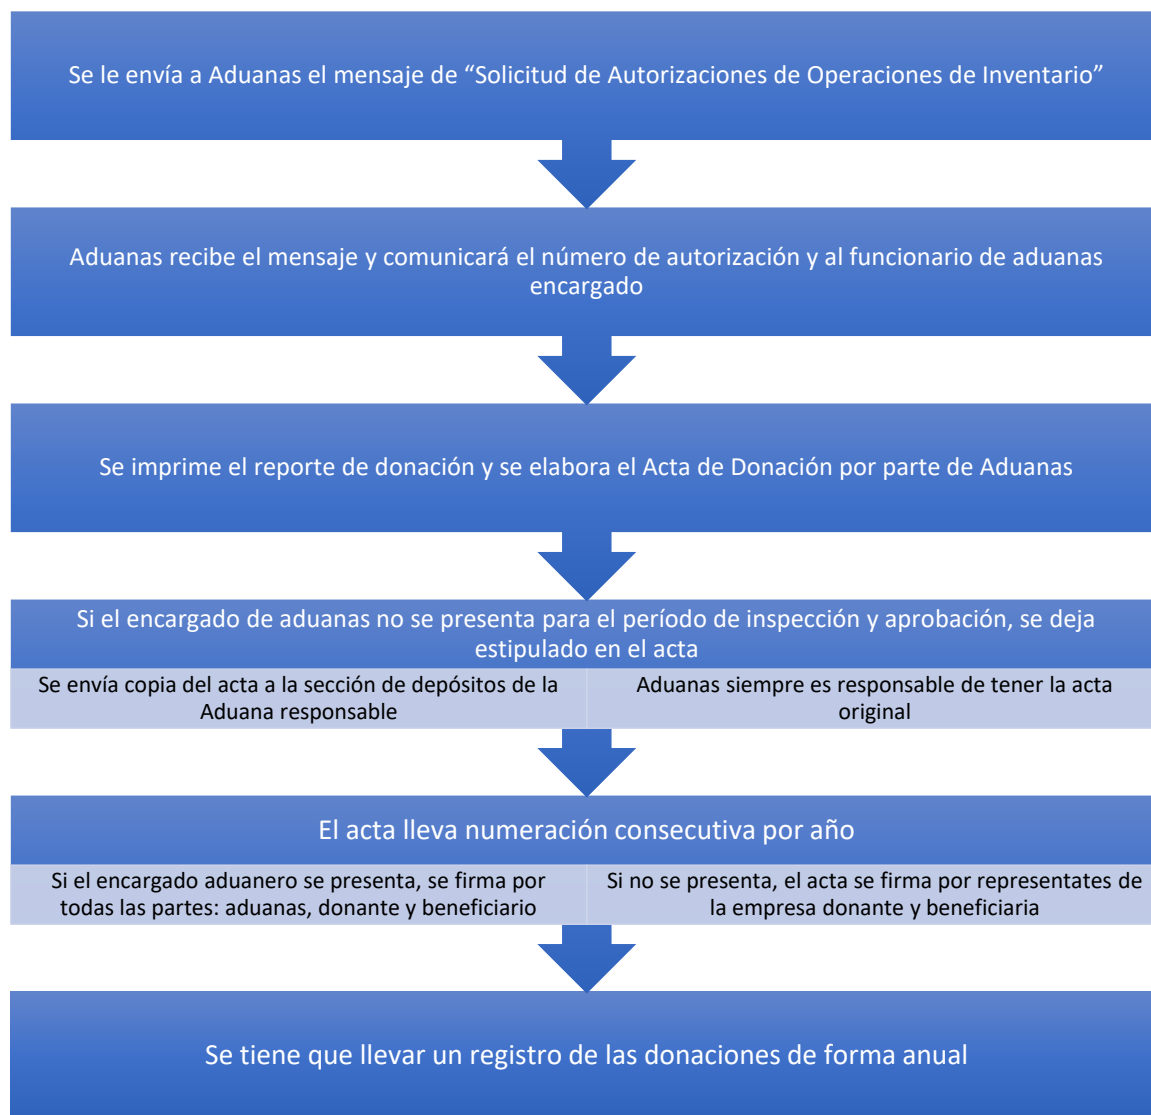 Se le envía a Aduanas el mensaje de “Solicitud de Autorizaciones de Operaciones de Inventario”
Aduanas recibe el mensaje y comunicará el número de autorización y al funcionario de aduanas
encargado
Se imprime el reporte de donación y se elabora el Acta de Donación por parte de Aduanas
Si el encargado de aduanas no se presenta para el período de inspección y aprobación, se deja
estipulado en el acta
Se envía copia del acta a la sección de depósitos de la
Aduana responsable
Aduanas siempre es responsable de tener la acta
original
El acta lleva numeración consecutiva por año
Si el encargado aduanero se presenta, se firma por
todas las partes: aduanas, donante y beneficiario
Si no se presenta, el acta se firma por representates de
la empresa donante y beneficiaria
Se tiene que llevar un registro de las donaciones de forma anual